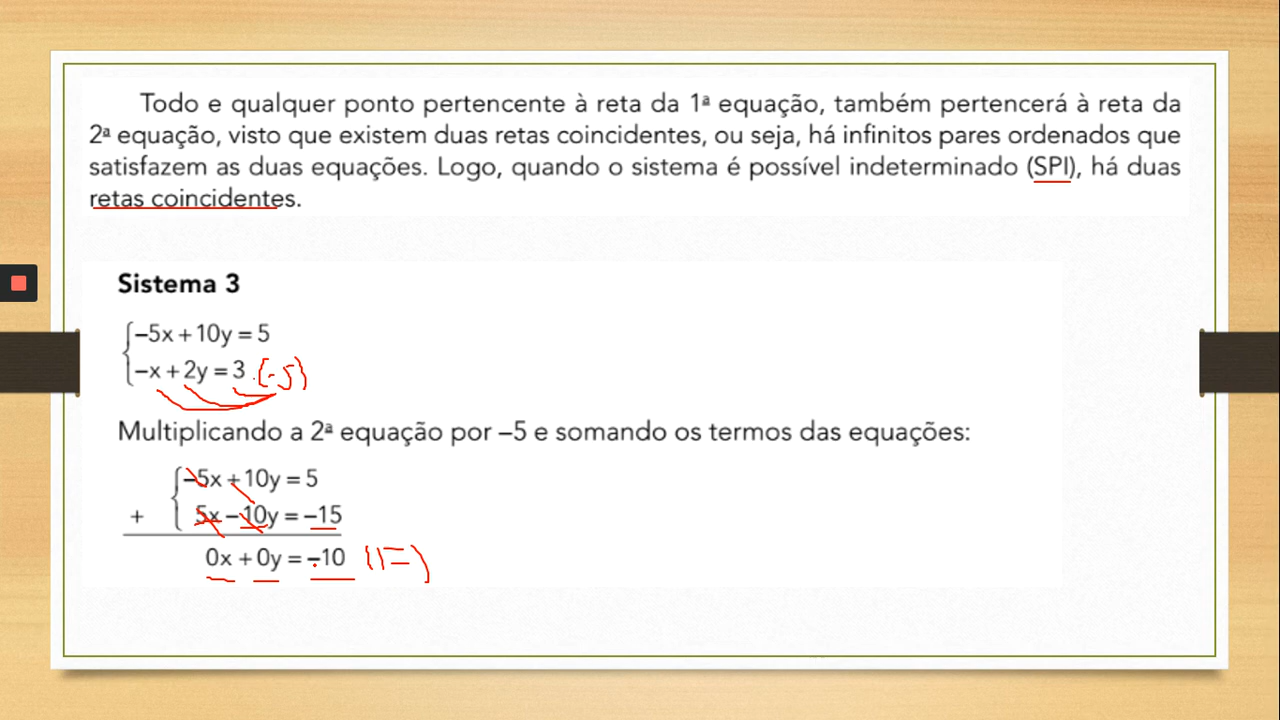 Todo e qualquer ponto pertencente à reta da 1ª equação, também pertencerá à reta da
2ª equação, visto que existem duas retas coincidentes, ou seja, há infinitos pares ordenados que
satisfazem as duas equações. Logo, quando o sistema é possível indeterminado (SPI), há duas
retas coincidentes.
Sistema 3
–5x + 10y = 5
–x + 2y = 3 .(-5)
Multiplicando a 2ª equação por –5 e somando os termos das equações:
–5x + 10y = 5
+ 5x – 10y = –15
0x + 0y = –10